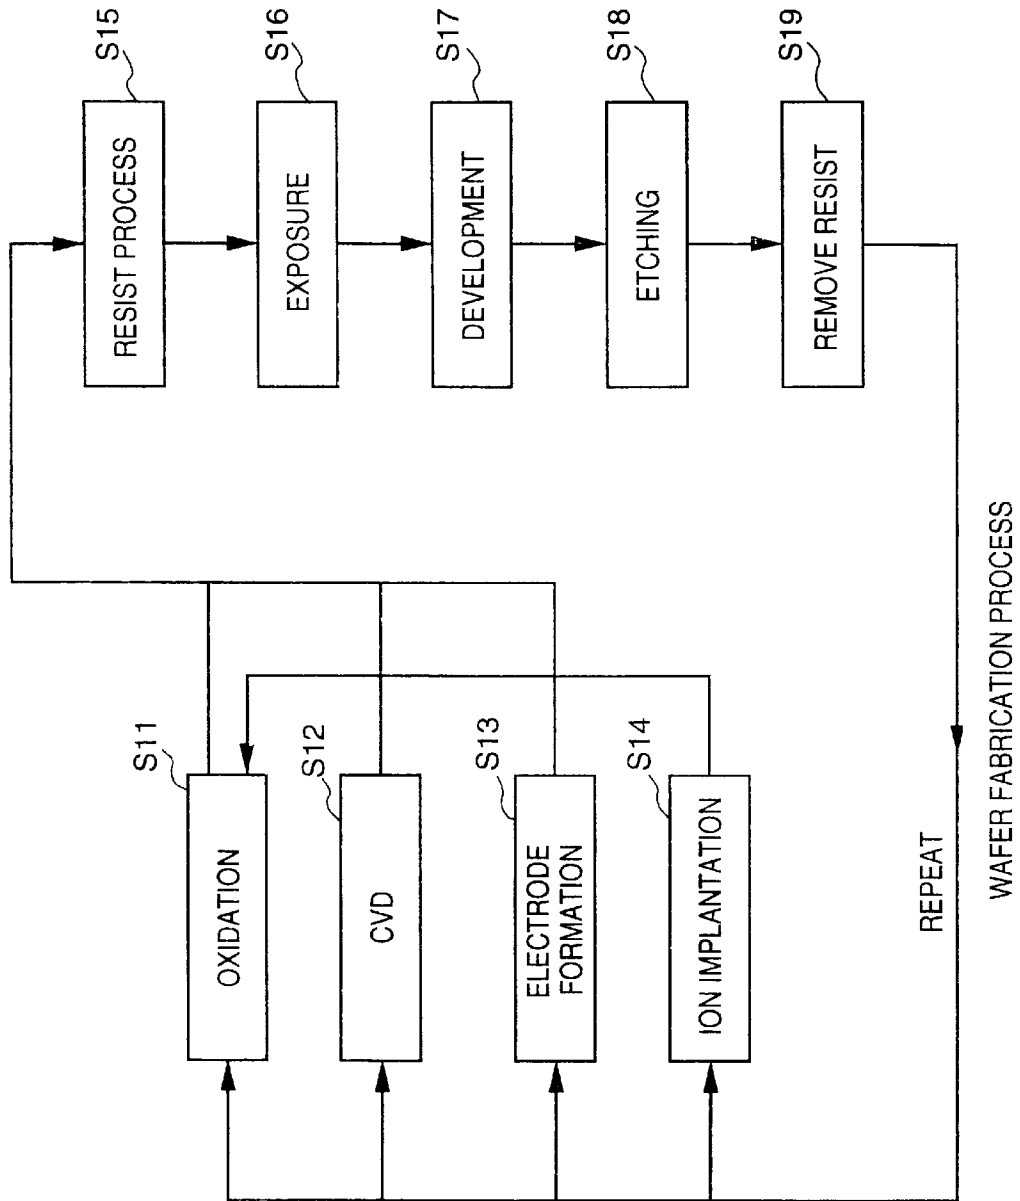 S11
OXIDATION
S12
CVD
S13
ELECTRODE
FORMATION
S14
ION IMPLANTATION
S15
RESIST PROCESS
S16
EXPOSURE
S17
DEVELOPMENT
S18
ETCHING
S19
REMOVE RESIST
REPEAT
WAFER FABRICATION PROCESS